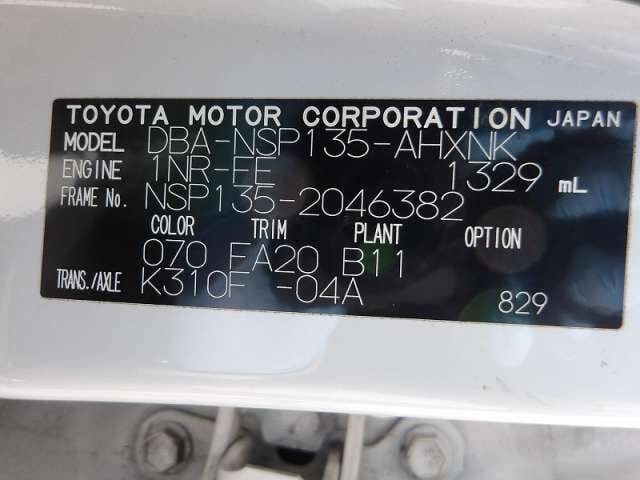 TOYOTA MOTOR CORPORATION JAPAN
MODEL DBA-NSP135-AHXNK
ENGINE 1NR-FE 1329 mL
FRAME No. NSP135-2046382
COLOR TRIM PLANT OPTION
070 FA20 B11
TRANS./AXLE K310F -04A 829